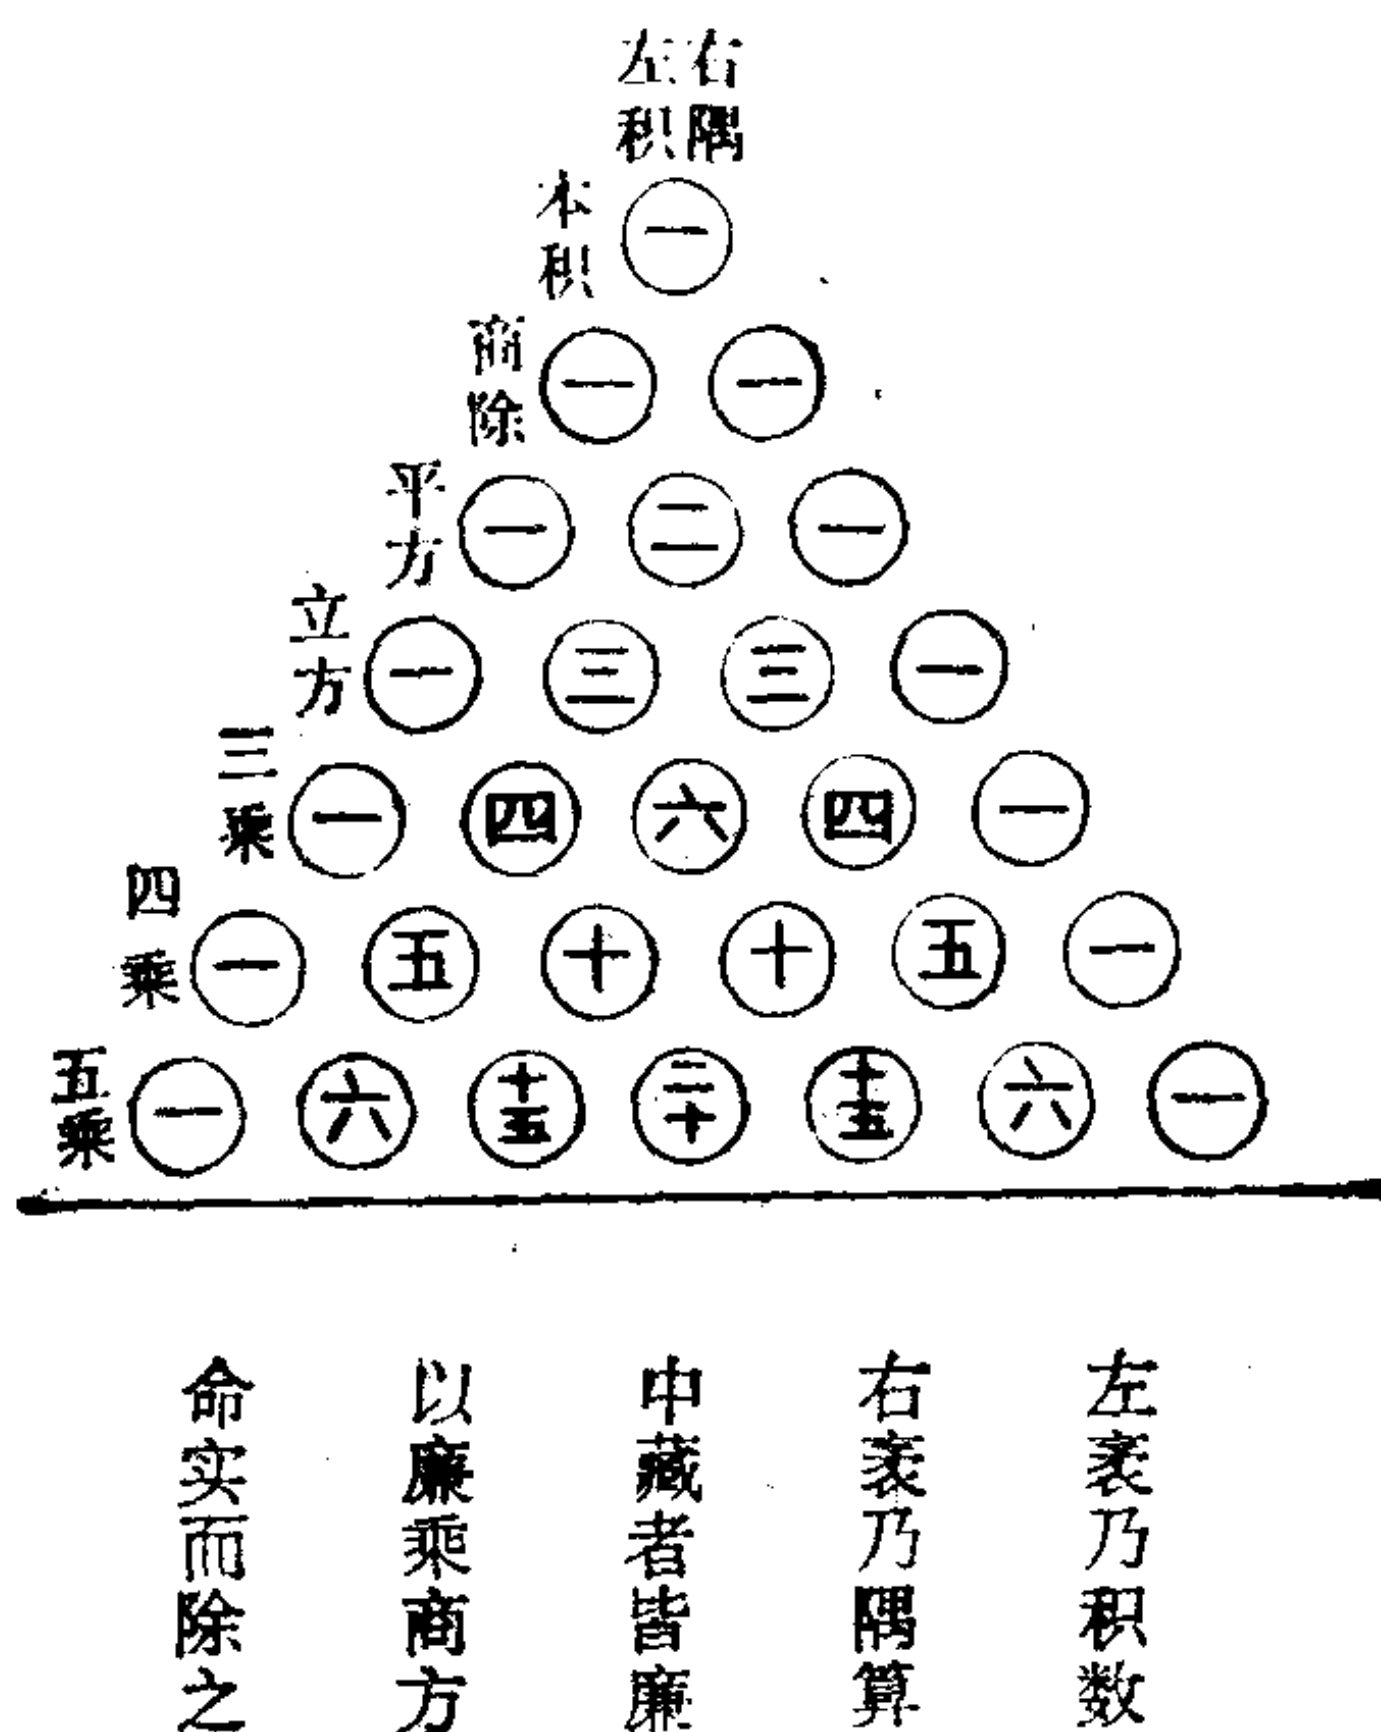 左积
右隅
本积
一
商除
一 一
平方
一 二 一
立方
一 三 三 一
三乘
一 四 六 四 一
四乘
一 五 十 十 五 一
五乘
一 六 十五 二十 十五 六 一
左袤乃积数
右袤乃隅算
中藏者皆廉
以廉乘商方
命实而除之